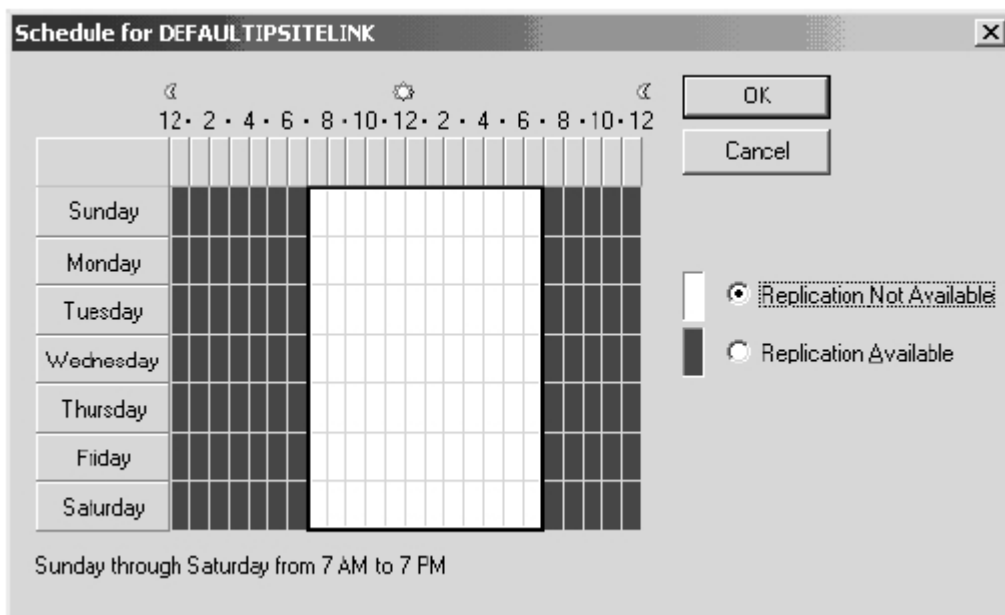 Schedule for DEFAULTIPSITELINK
OK
12 · 2 · 4 · 6 · 8 · 10 · 12 · 2 · 4 · 6 · 8 · 10 · 12
Cancel
Sunday
Monday
Tuesday
Wednesday
Thursday
Friday
Saturday
Replication Not Available
Replication Available
Sunday through Saturday from 7 AM to 7 PM